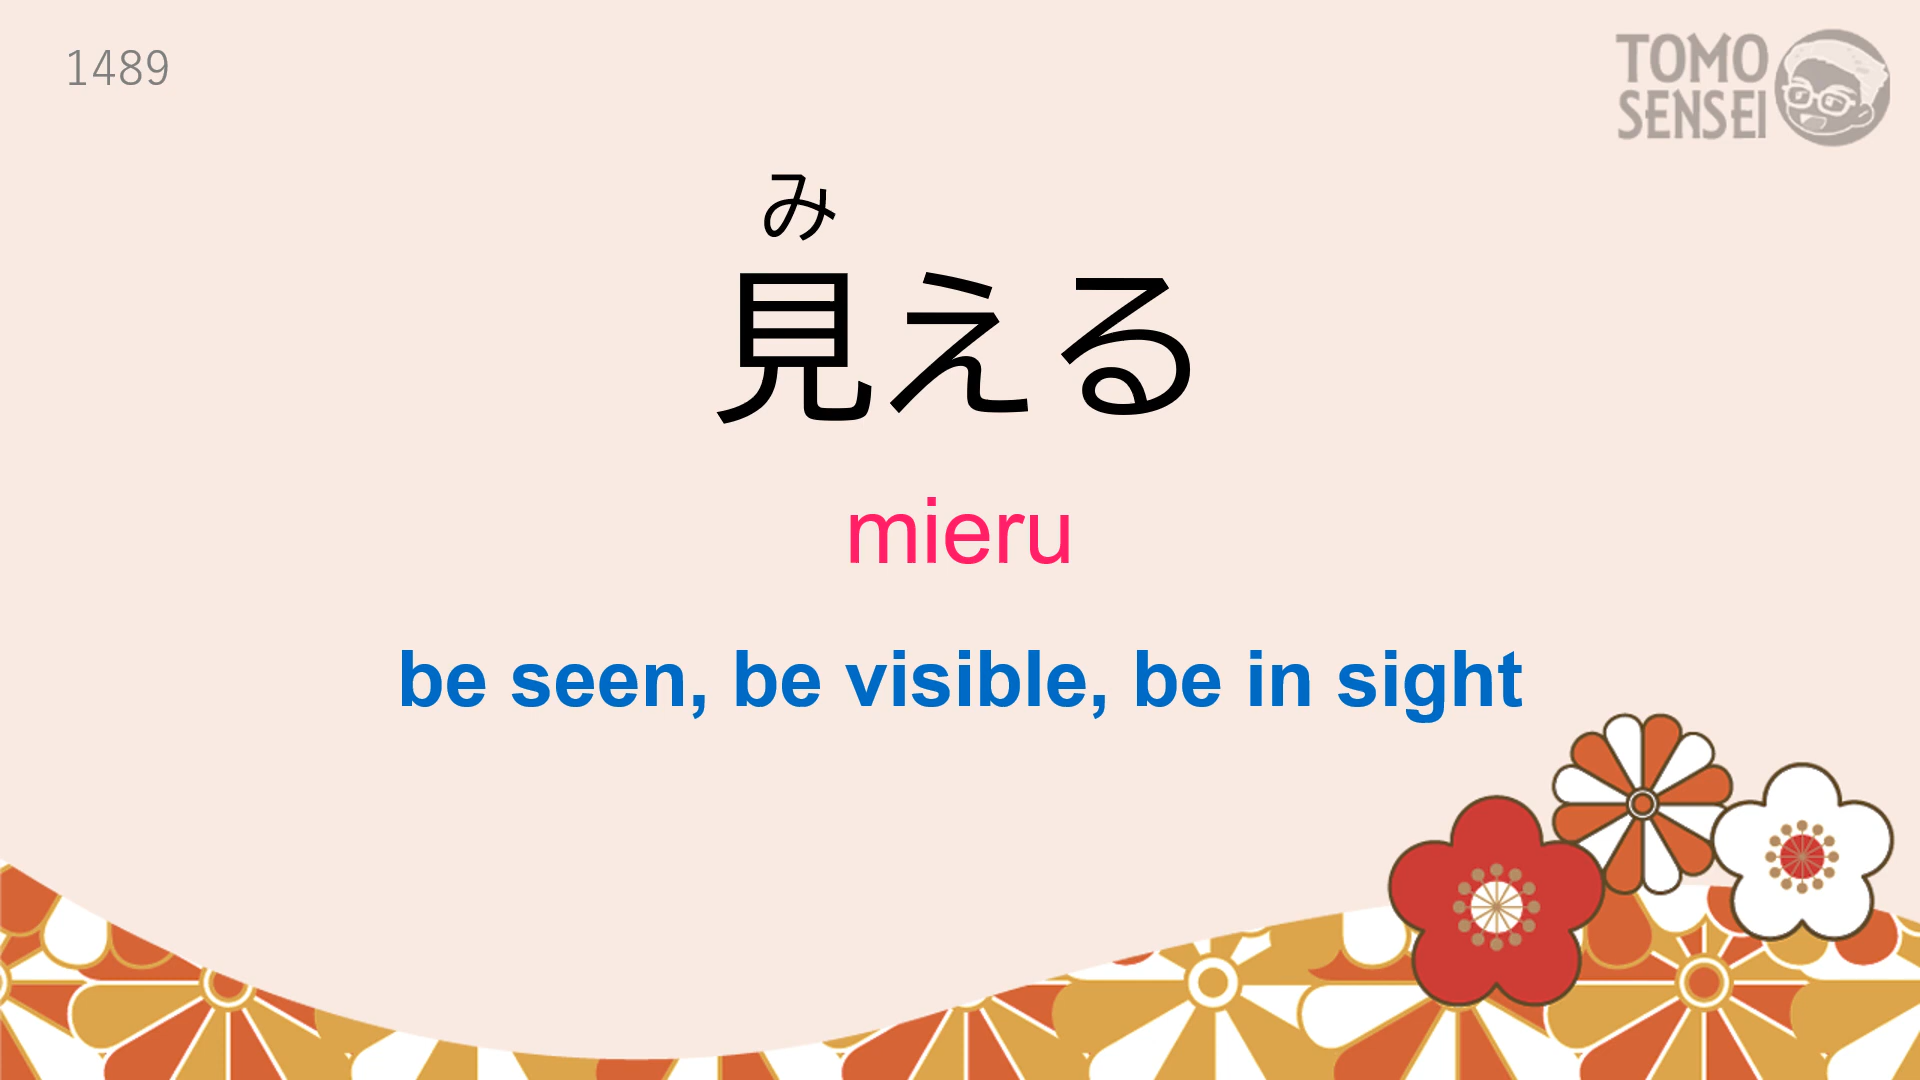 1489
TOMO
SENSEI
み
見える
mieru
be seen, be visible, be in sight